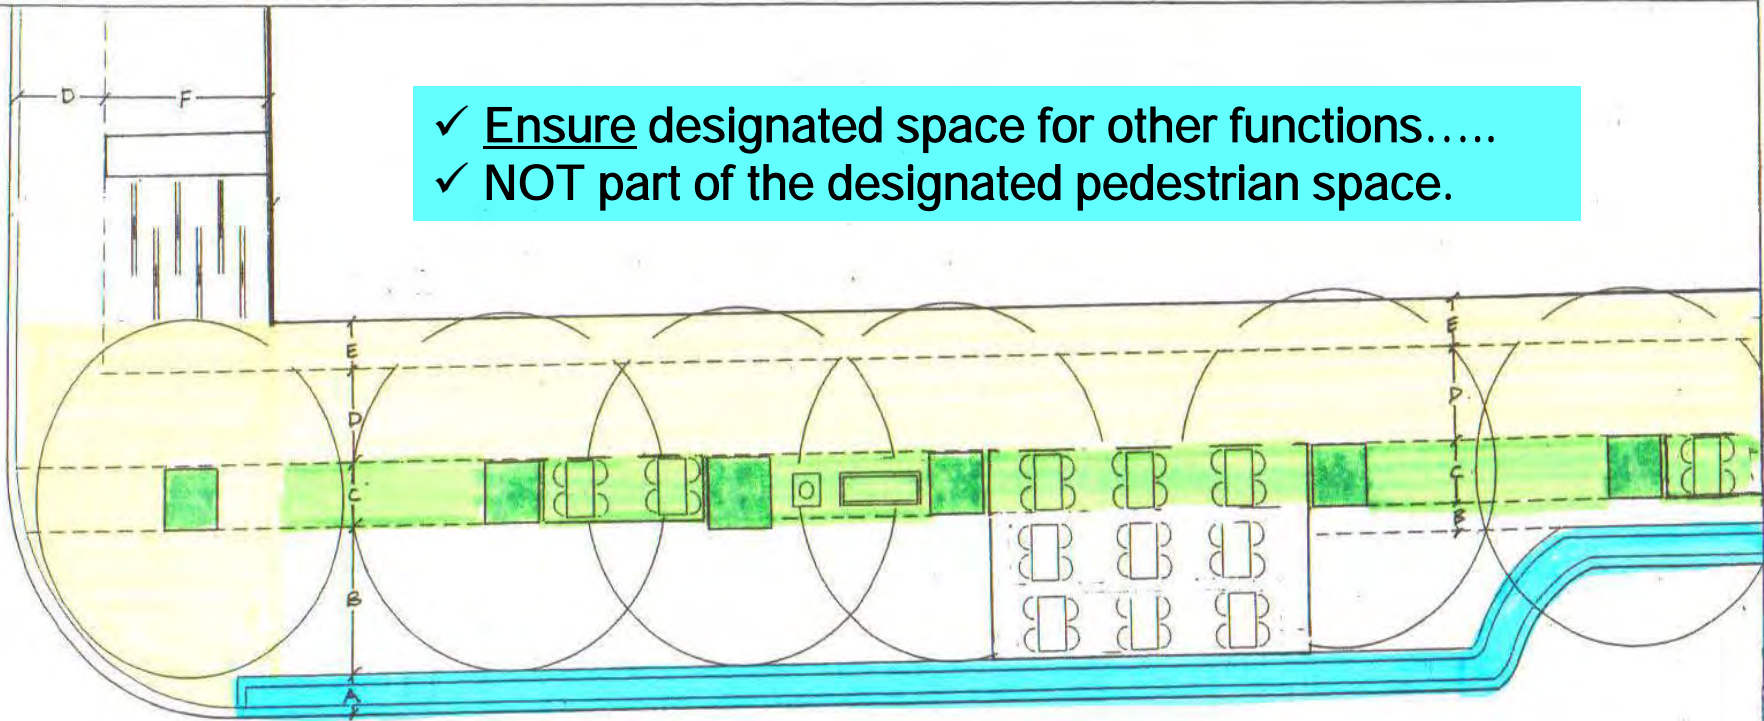 D F
✓ Ensure designated space for other functions.....
✓ NOT part of the designated pedestrian space.
E
D
C
B
A
E
D
C
B